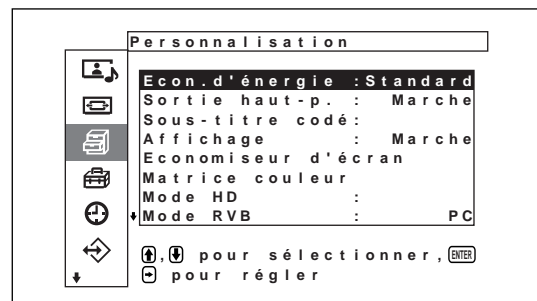 Personnalisation
Econ.d'énergie :Standard
Sortie haut-p. : Marche
Sous-titre codé:
Affichage : Marche
Economiseur d'écran
Matrice couleur
Mode HD :
Mode RVB : PC
, pour sélectionner, ENTER
pour régler